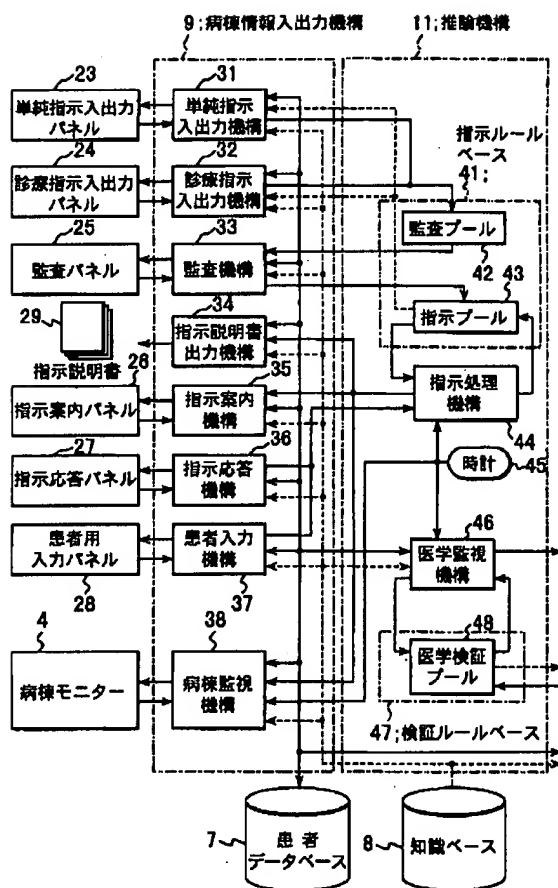 9;病棟情報入出力機構
11;推験機構
23
単純指示入出力
パネル
31
単純指示
入出力機構
24
診療指示入出力
パネル
32
診療指示
入出力機構
指示ルール
ベース
41;
25
監査パネル
33
監査機構
監査プール
42
43
指示プール
29
指示説明書
34
指示説明書
出力機構
26
指示案内パネル
35
指示案内
機構
指示処理
機構
44
27
指示応答パネル
36
指示応答
機構
時計
45
患者用
入力パネル
28
患者入力
機構
37
46
医学監視
機構
4
病棟モニター
38
病棟監視
機構
48
医学検証
プール
47;検証ルールベース
7
患者
データベース
8
知識ベース